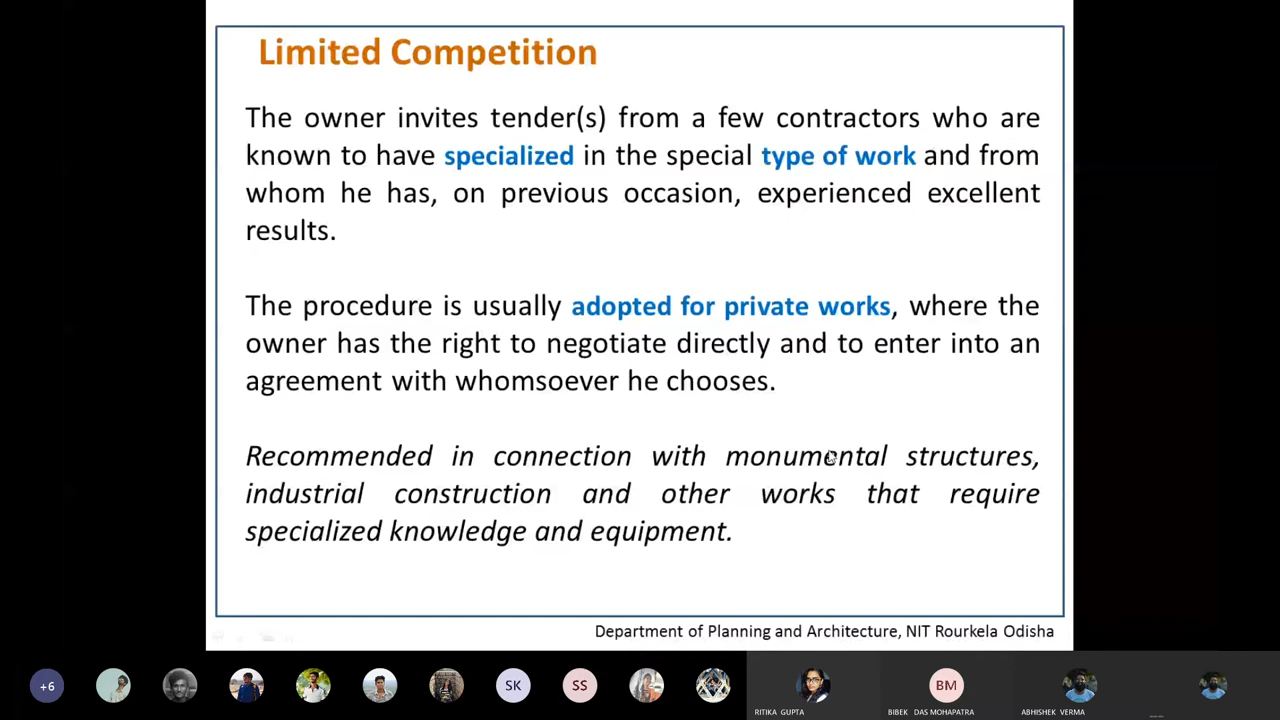 Limited Competition
The owner invites tender(s) from a few contractors who are
known to have specialized in the special type of work and from
whom he has, on previous occasion, experienced excellent
results.
The procedure is usually adopted for private works, where the
owner has the right to negotiate directly and to enter into an
agreement with whomsoever he chooses.
Recommended in connection with monumental structures,
industrial construction and other works that require
specialized knowledge and equipment.
Department of Planning and Architecture, NIT Rourkela Odisha
+6
SK
SS
BM
RITIKA GUPTA
BIBEK DAS MOHAPATRA
ABHISHEK VERMA